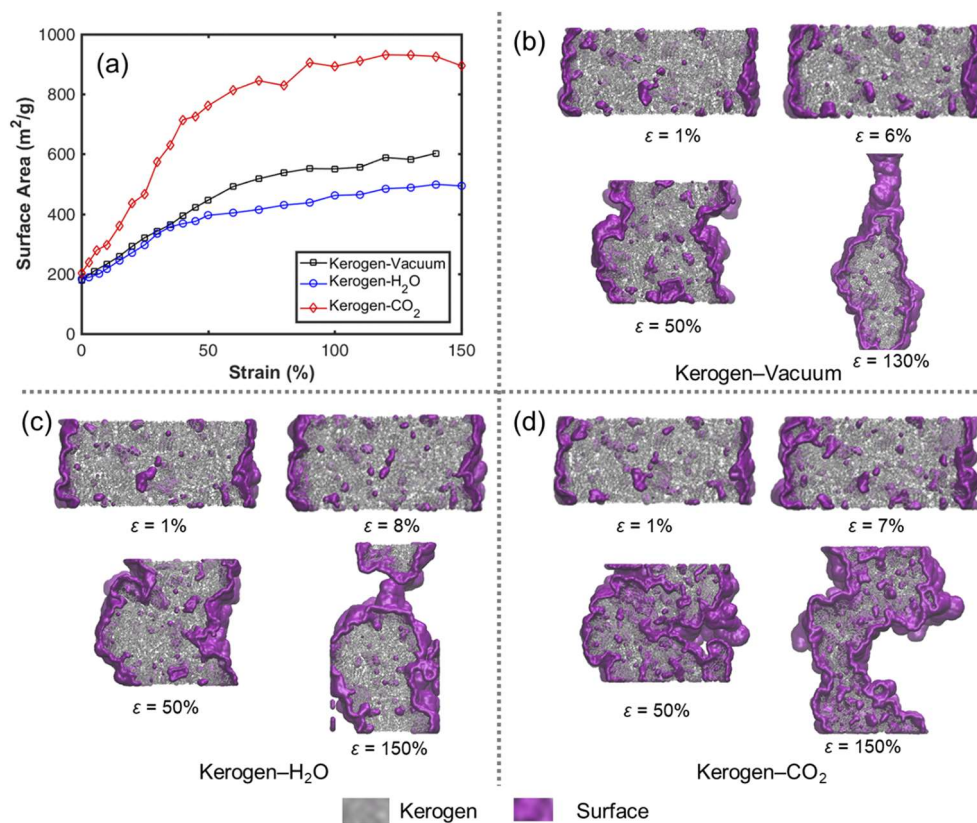 (a)
1000
800
600
400
200
0
Surface Area (m²/g)
0 50 100 150
Strain (%)
Kerogen-Vacuum
Kerogen-H₂O
Kerogen-CO₂
(b)
ε = 1% ε = 6%
ε = 50% ε = 130%
Kerogen–Vacuum
(c)
ε = 1% ε = 8%
ε = 50% ε = 150%
Kerogen–H₂O
(d)
ε = 1% ε = 7%
ε = 50% ε = 150%
Kerogen–CO₂
Kerogen Surface